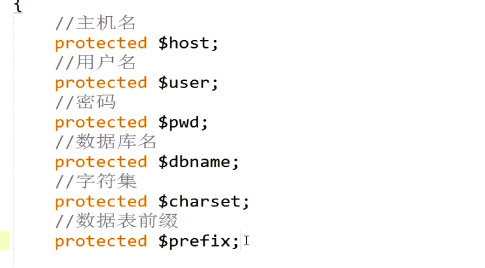 {
//主机名
protected $host;
//用户名
protected $user;
//密码
protected $pwd;
//数据库名
protected $dbname;
//字符集
protected $charset;
//数据表前缀
protected $prefix;